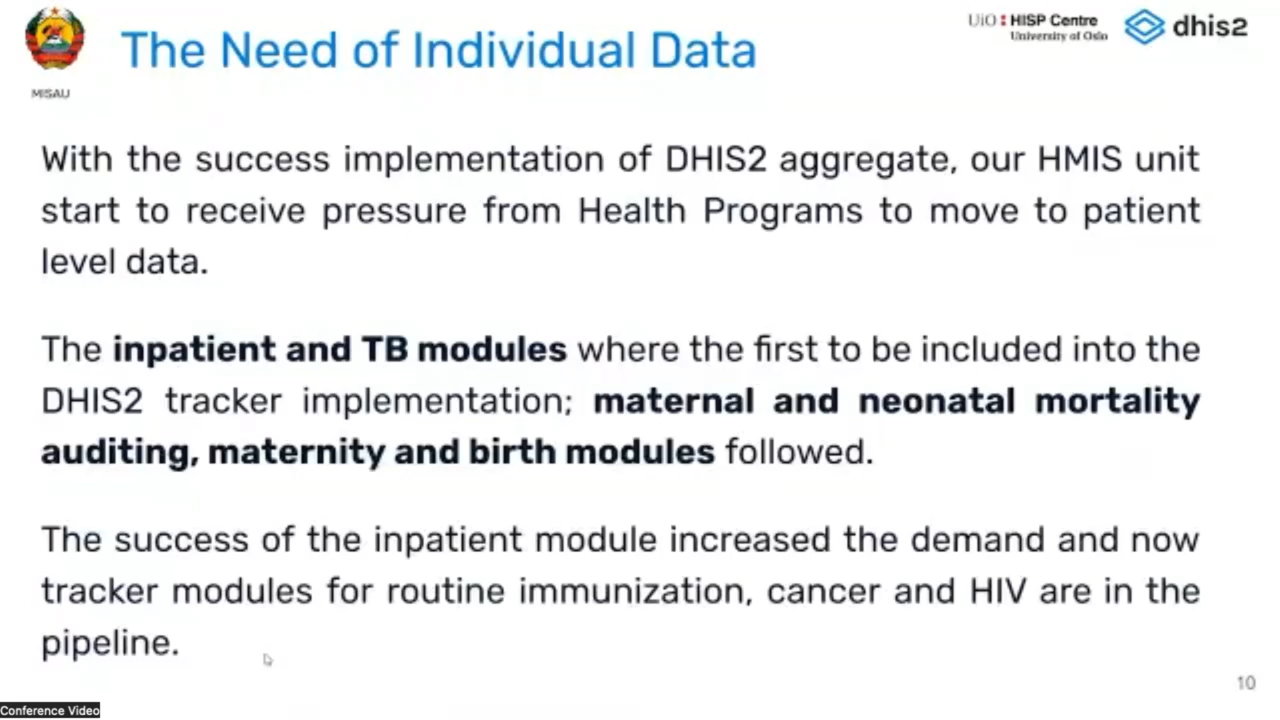 The Need of Individual Data
UiO HISP Centre
University of Oslo
dhis2
MISAU
With the success implementation of DHIS2 aggregate, our HMIS unit
start to receive pressure from Health Programs to move to patient
level data.
The inpatient and TB modules where the first to be included into the
DHIS2 tracker implementation; maternal and neonatal mortality
auditing, maternity and birth modules followed.
The success of the inpatient module increased the demand and now
tracker modules for routine immunization, cancer and HIV are in the
pipeline.
10
Conference Video